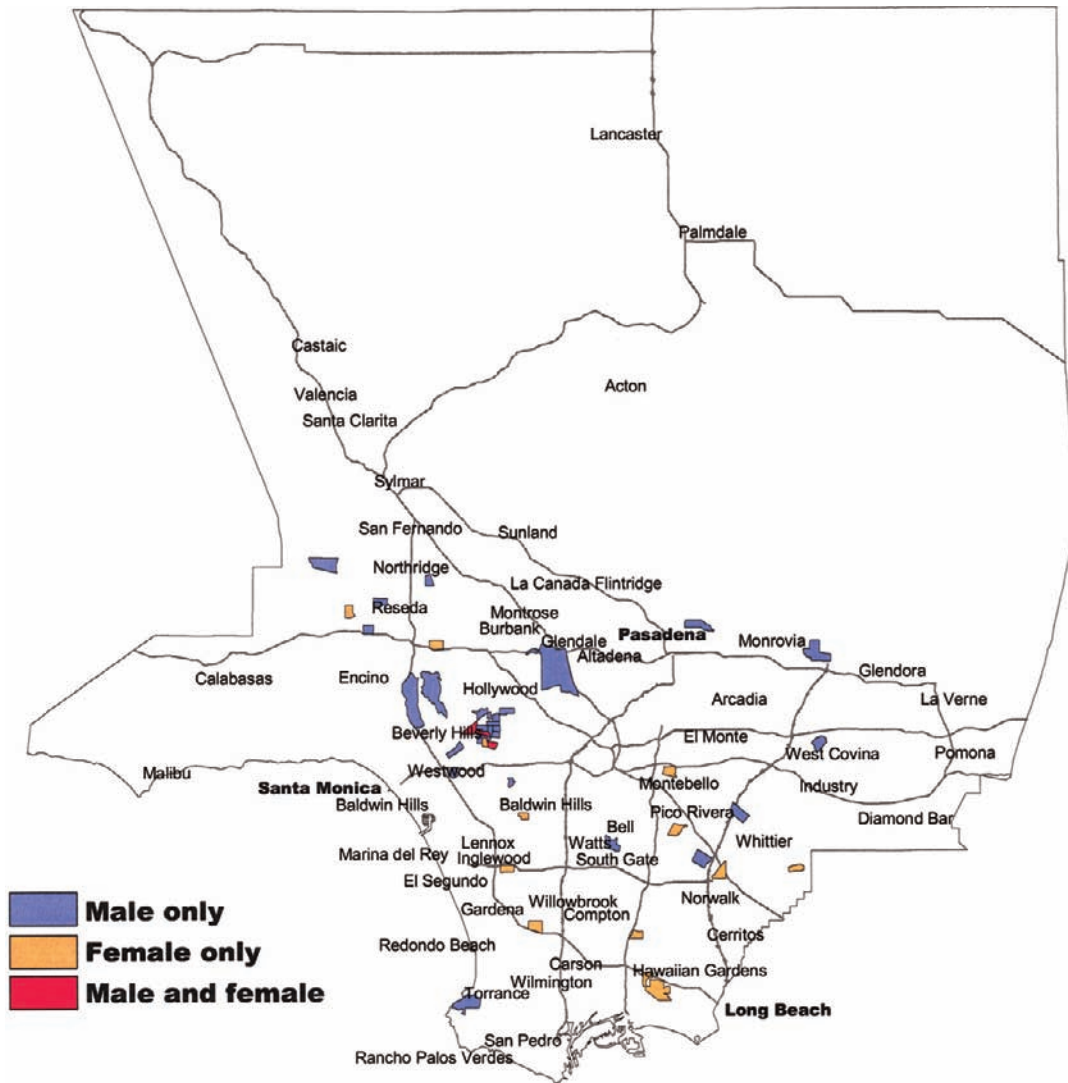 Lancaster
Palmdale
Castaic
Acton
Valencia
Santa Clarita
Sylmar
San Fernando
Sunland
Northridge
La Canada Flintridge
Reseda
Montrose
Burbank
Pasadena
Glendale
Monrovia
Altadena
Glendora
Calabasas
Encino
Hollywood
Arcadia
La Verne
Beverly Hills
El Monte
West Covina
Pomona
Malibu
Westwood
Santa Monica
Montebello
Industry
Baldwin Hills
Baldwin Hills
Pico Rivera
Diamond Bar
Bell
Marina del Rey
Lennox
Watts
Whittier
Inglewood
South Gate
El Segundo
Norwalk
Gardena
Willowbrook
Compton
Redondo Beach
Cerritos
Carson
Hawaiian Gardens
Wilmington
Torrance
Long Beach
San Pedro
Rancho Palos Verdes
Male only
Female only
Male and female